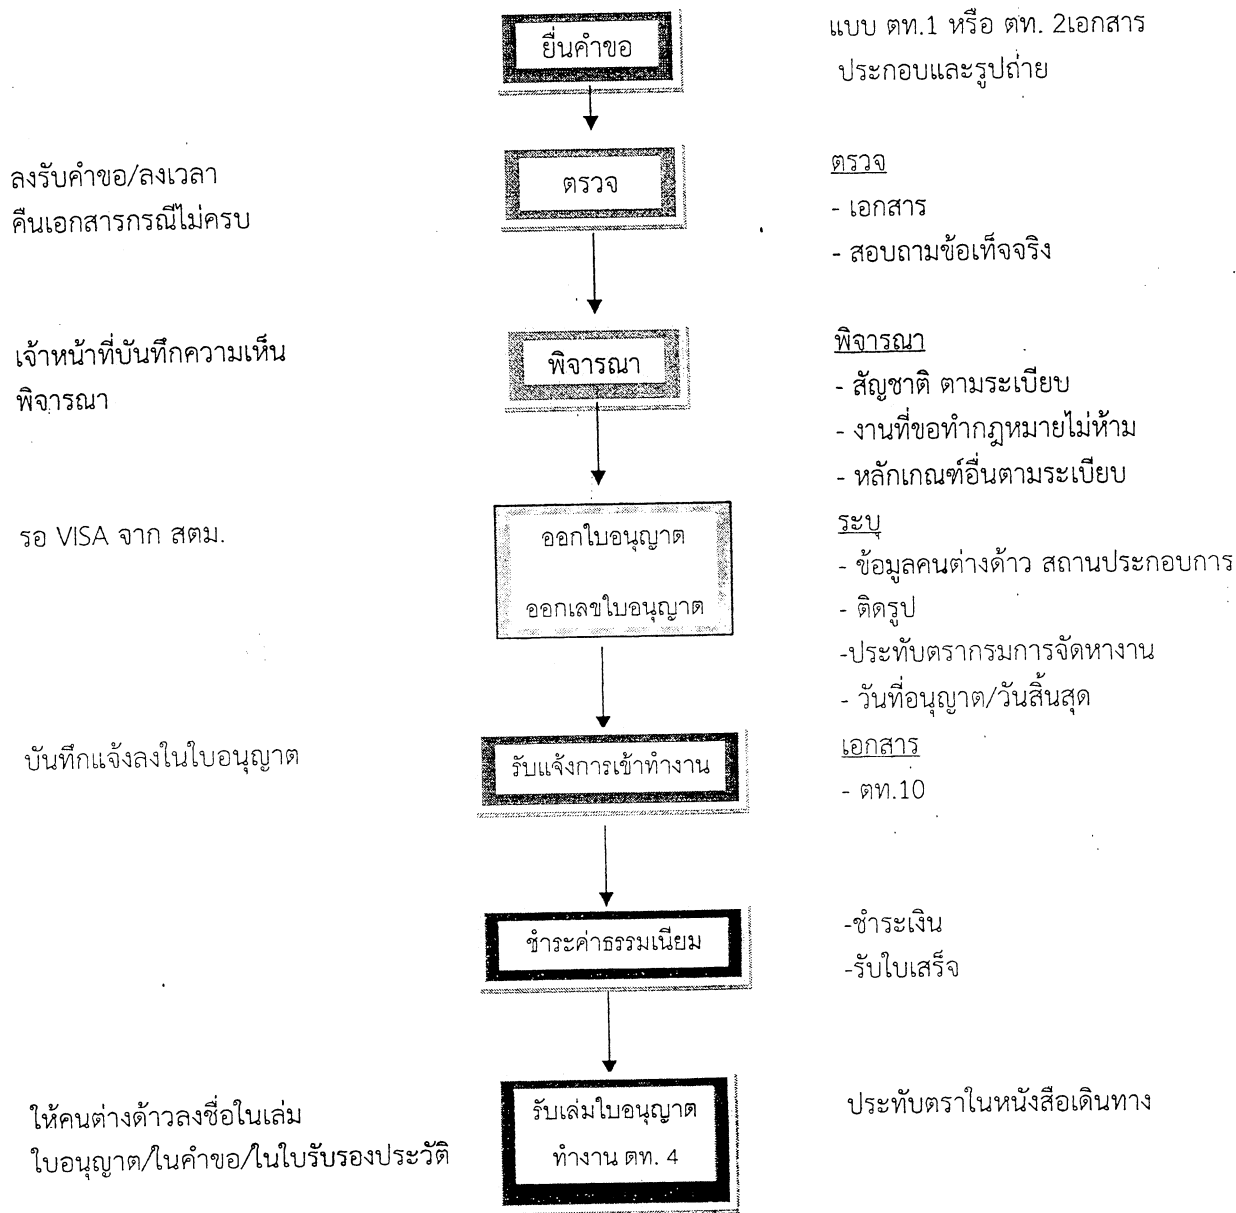 ยื่นคำขอ
แบบ ตท.1 หรือ ตท. 2เอกสาร
ประกอบและรูปถ่าย
ลงรับคำขอ/ลงเวลา
คืนเอกสารกรณีไม่ครบ
ตรวจ
ตรวจ
- เอกสาร
- สอบถามข้อเท็จจริง
เจ้าหน้าที่บันทึกความเห็น
พิจารณา
พิจารณา
พิจารณา
- สัญชาติ ตามระเบียบ
- งานที่ขอทำกฎหมายไม่ห้าม
- หลักเกณฑ์อื่นตามระเบียบ
รอ VISA จาก สตม.
ออกใบอนุญาต
ออกเลขใบอนุญาต
ระบุ
- ข้อมูลคนต่างด้าว สถานประกอบการ
- ติดรูป
-ประทับตรากรมการจัดหางาน
- วันที่อนุญาต/วันสิ้นสุด
บันทึกแจ้งลงในใบอนุญาต
รับแจ้งการเข้าทำงาน
เอกสาร
- ตท.10
ชำระค่าธรรมเนียม
-ชำระเงิน
-รับใบเสร็จ
ให้คนต่างด้าวลงชื่อในเล่ม
ใบอนุญาต/ในคำขอ/ในใบรับรองประวัติ
รับเล่มใบอนุญาต
ทำงาน ตท. 4
ประทับตราในหนังสือเดินทาง